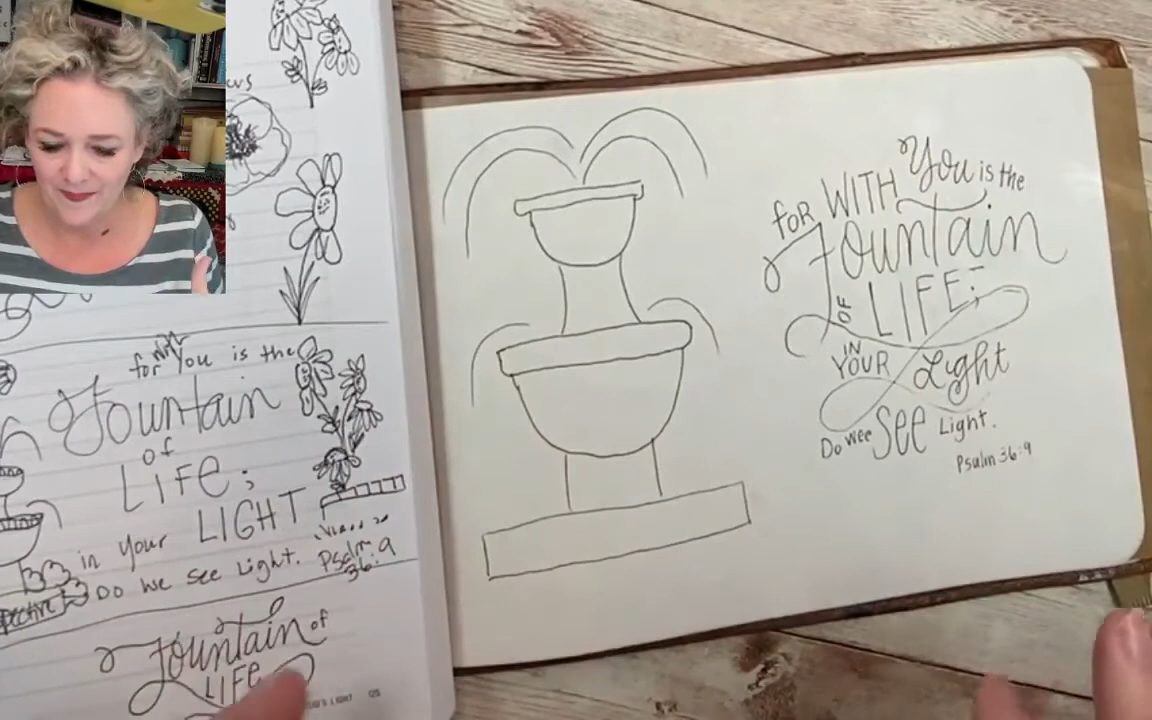 for with You is the
Fountain
of
LIFE;
in your LIGHT
Do we see Light. Psalm
36:9
Fountain of
LIFE
You is the
for WITH
Fountain
OF LIFE;
IN
YOUR Light
Do wee See Light.
Psalm 36:9